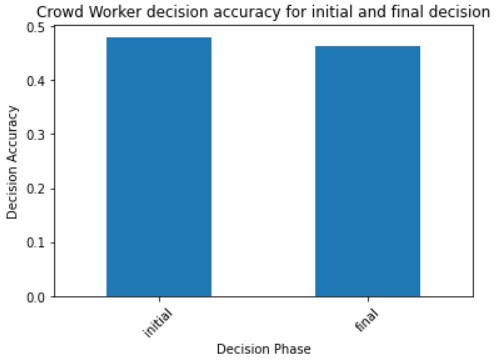 Crowd Worker decision accuracy for initial and final decision
0.5
0.4
0.3
0.2
0.1
0.0
Decision Accuracy
initial
final
Decision Phase